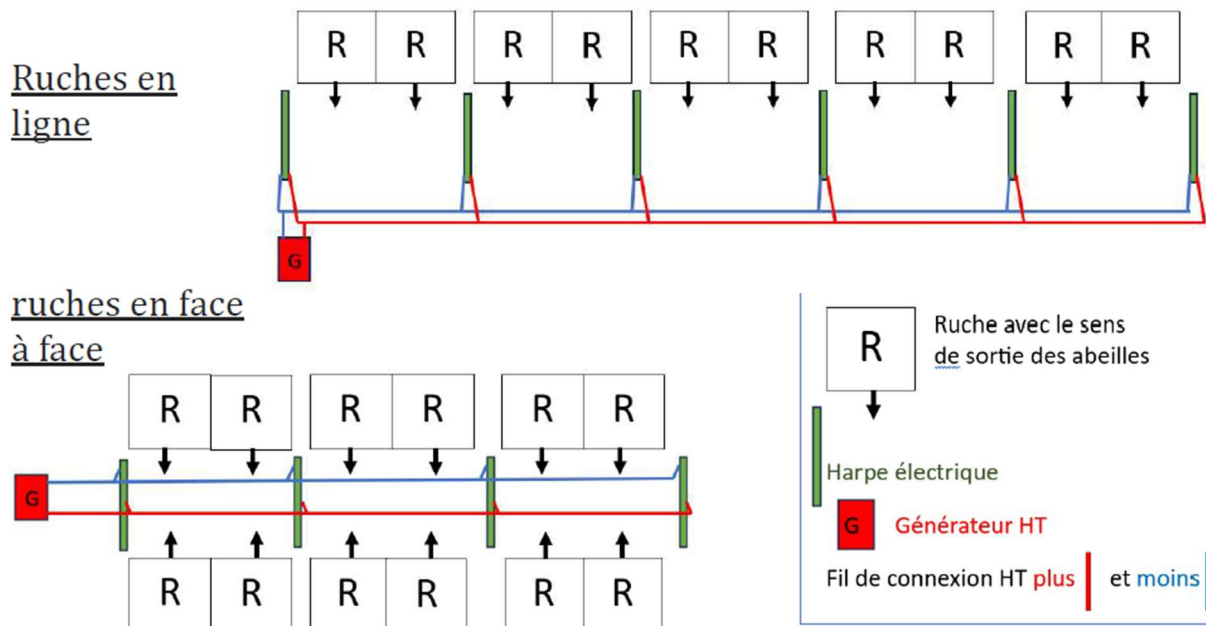 R R R R R R R R R R
Ruches en
ligne
G
ruches en face
à face
R R R R R R
G
R R R R R R
R
Ruche avec le sens
de sortie des abeilles
Harpe électrique
G Générateur HT
Fil de connexion HT plus et moins